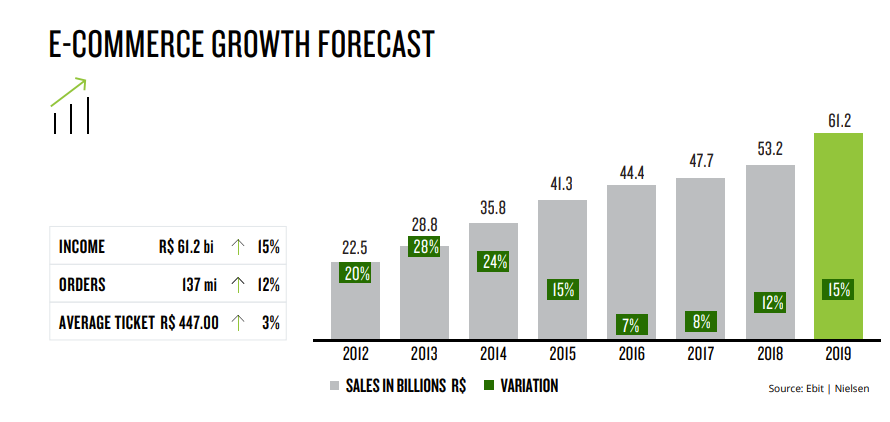 E-COMMERCE GROWTH FORECAST
INCOME R$ 61.2 bi 15%
ORDERS 137 mi 12%
AVERAGE TICKET R$ 447.00 3%
22.5 28.8 35.8 41.3 44.4 47.7 53.2 61.2
20% 28% 24% 15% 7% 8% 12% 15%
2012 2013 2014 2015 2016 2017 2018 2019
SALES IN BILLIONS R$ VARIATION
Source: Ebit | Nielsen